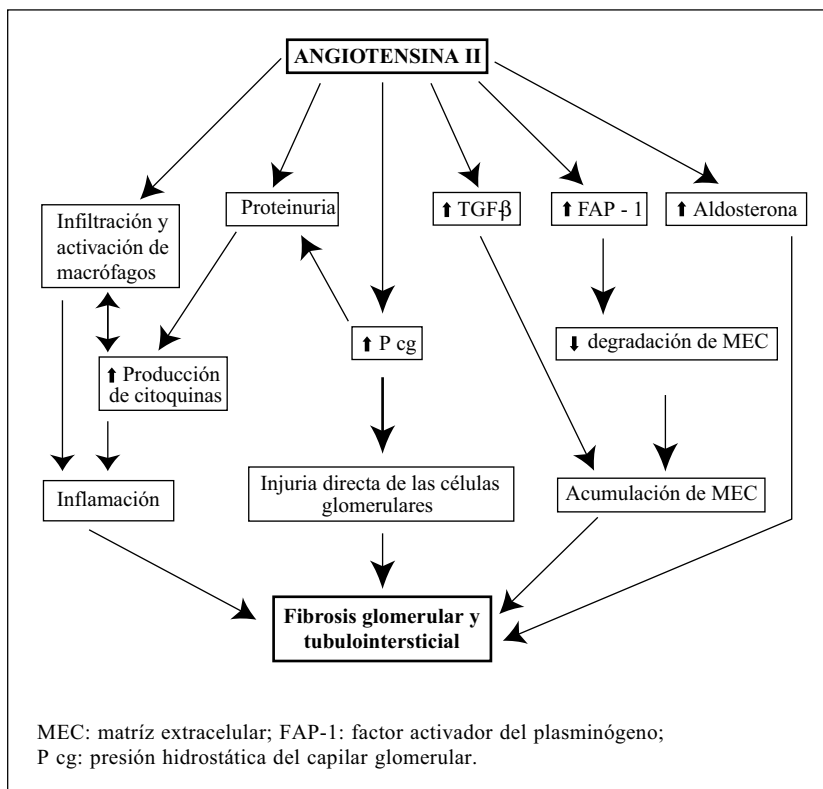 ANGIOTENSINA II
Infiltración y
activación de
macrófagos
Proteinuria
⬆ TGFβ
⬆ FAP - 1
⬆ Aldosterona
⬆ P cg
⬇ degradación de MEC
⬆ Producción
de citoquinas
Inflamación
Injuria directa de las células
glomerulares
Acumulación de MEC
Fibrosis glomerular y
tubulointersticial
MEC: matríz extracelular; FAP-1: factor activador del plasminógeno;
P cg: presión hidrostática del capilar glomerular.